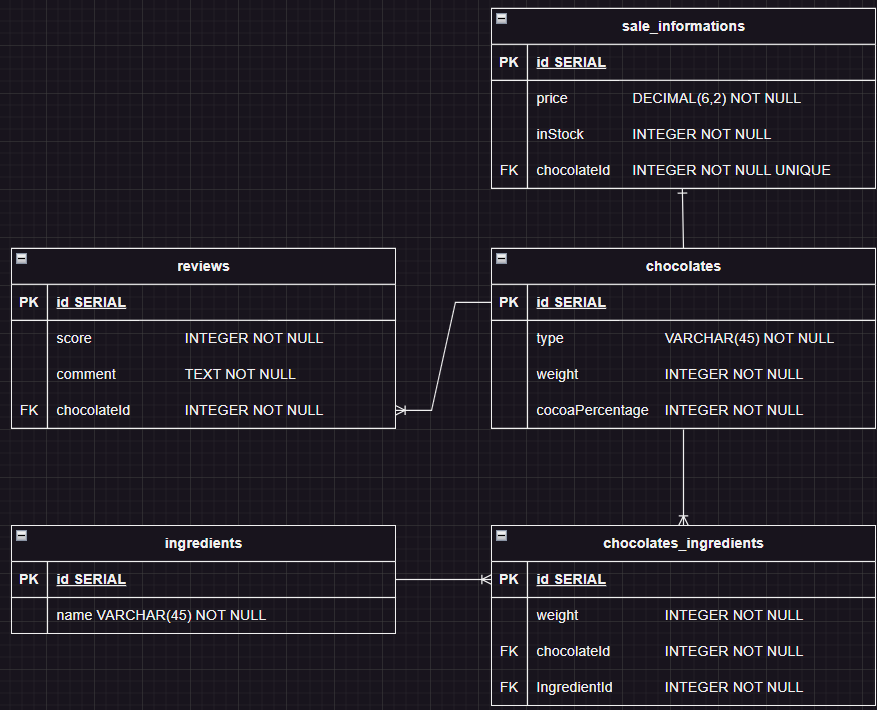 sale_informations
PK id SERIAL
price DECIMAL(6,2) NOT NULL
inStock INTEGER NOT NULL
FK chocolateId INTEGER NOT NULL UNIQUE
reviews
PK id SERIAL
score INTEGER NOT NULL
comment TEXT NOT NULL
FK chocolateId INTEGER NOT NULL
chocolates
PK id SERIAL
type VARCHAR(45) NOT NULL
weight INTEGER NOT NULL
cocoaPercentage INTEGER NOT NULL
ingredients
PK id SERIAL
name VARCHAR(45) NOT NULL
chocolates_ingredients
PK id SERIAL
weight INTEGER NOT NULL
FK chocolateId INTEGER NOT NULL
FK IngredientId INTEGER NOT NULL